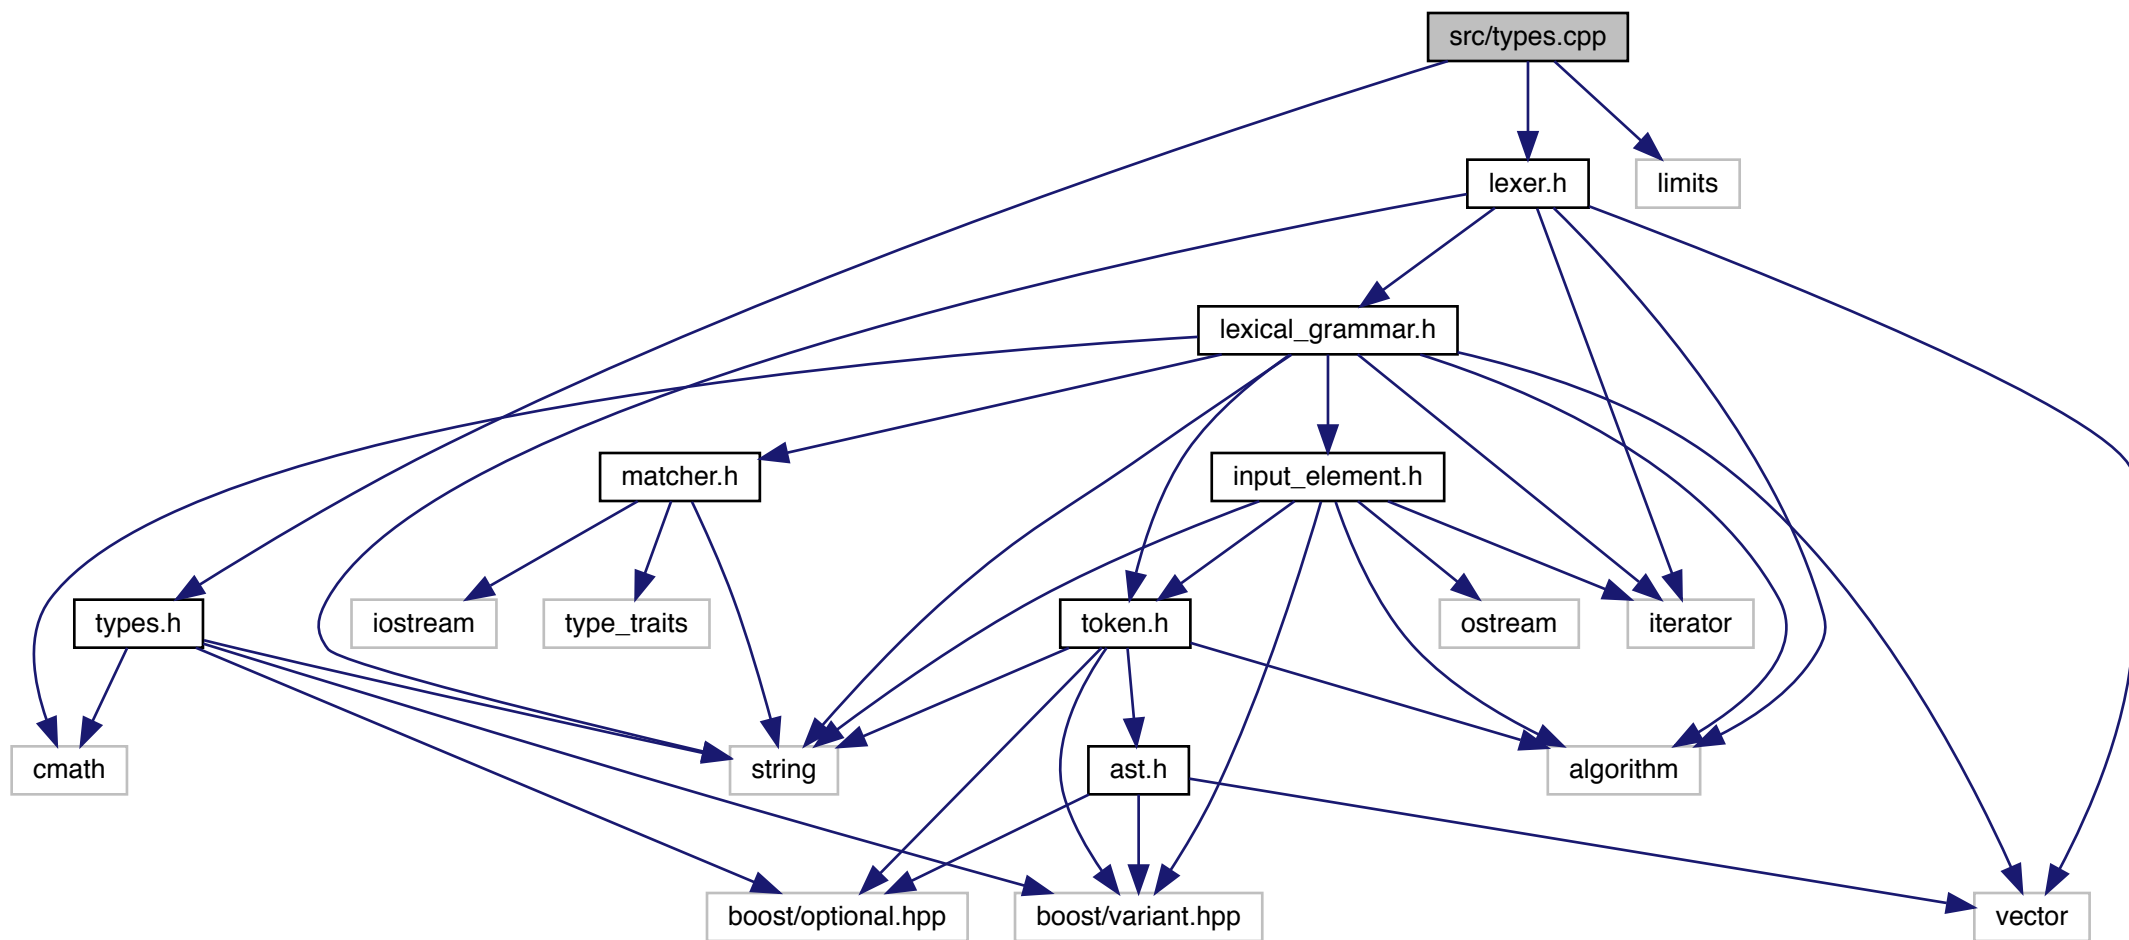 src/types.cpp
lexer.h
limits
lexical_grammar.h
matcher.h
input_element.h
types.h
iostream
type_traits
token.h
ostream
iterator
cmath
string
ast.h
algorithm
boost/optional.hpp
boost/variant.hpp
vector